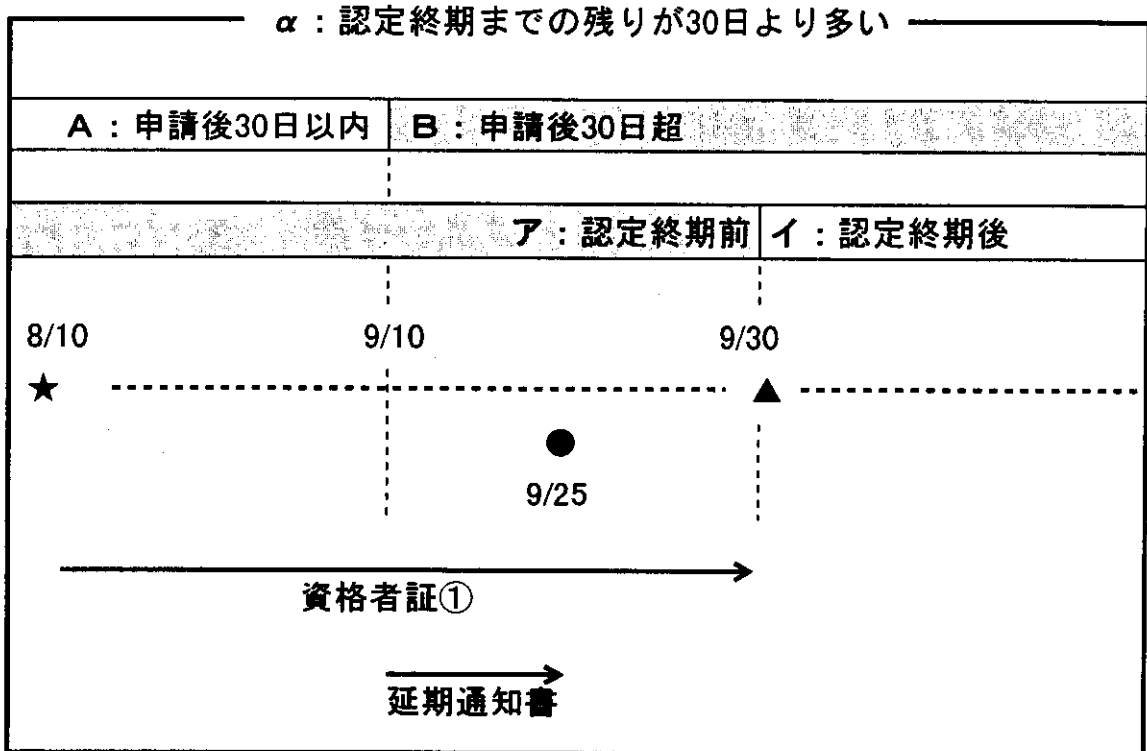 α：認定終期までの残りが30日より多い
A：申請後30日以内 B：申請後30日超
ア：認定終期前 イ：認定終期後
8/10 9/10 9/30
★ ▲
●
9/25
資格者証①
延期通知書